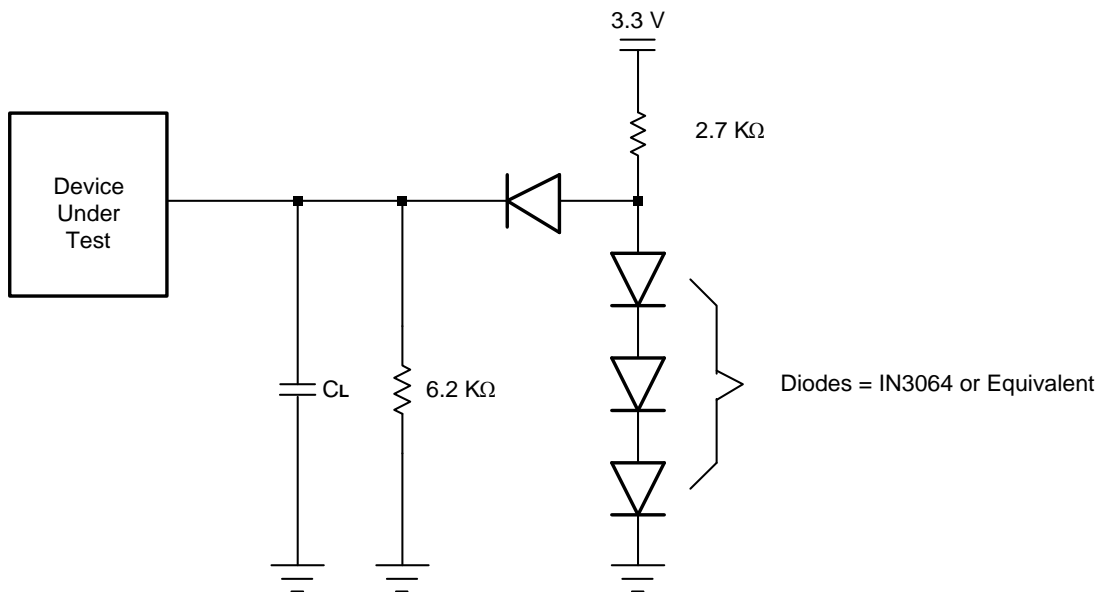 3.3 V
2.7 KΩ
Device
Under
Test
CL
6.2 KΩ
Diodes = IN3064 or Equivalent